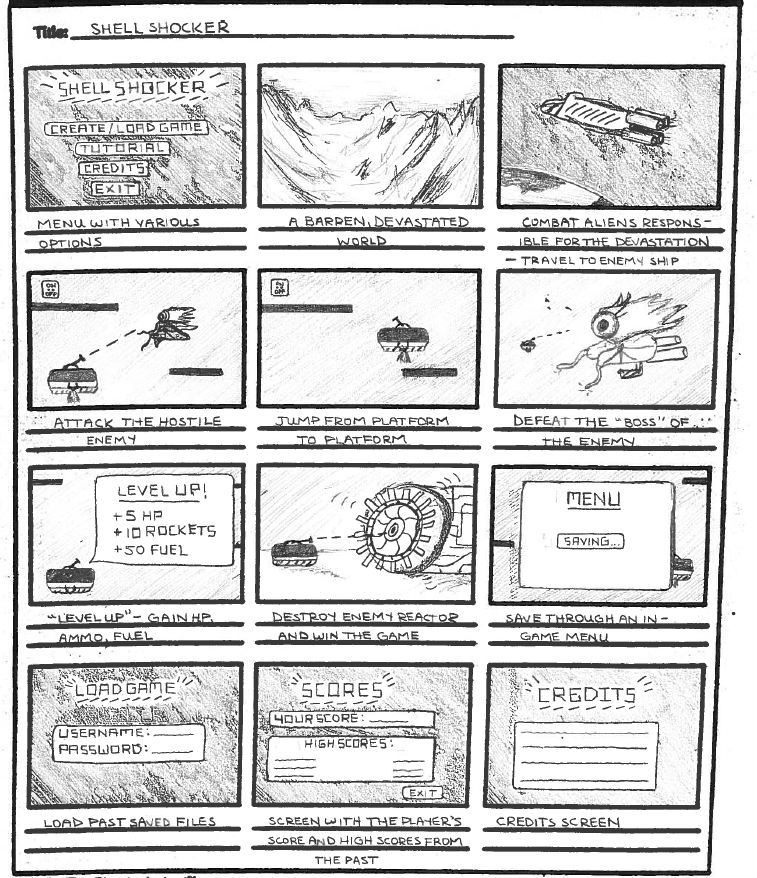 Title: SHELL SHOCKER
SHELL SHOCKER
CREATE/LOAD GAME
TUTORIAL
CREDITS
EXIT
MENU WITH VARIOUS
OPTIONS
A BARREN, DEVASTATED
WORLD
COMBAT ALIENS RESPONS-
IBLE FOR THE DEVASTATION
- TRAVEL TO ENEMY SHIP
ON
OFF
ATTACK THE HOSTILE
ENEMY
ON
OFF
JUMP FROM PLATFORM
TO PLATFORM
DEFEAT THE "BOSS" OF
THE ENEMY
LEVEL UP!
+5 HP
+10 ROCKETS
+50 FUEL
"LEVEL UP" - GAIN HP,
AMMO, FUEL
DESTROY ENEMY REACTOR
AND WIN THE GAME
MENU
SAVING...
SAVE THROUGH AN IN-
GAME MENU
LOAD GAME
USERNAME:
PASSWORD:
LOAD PAST SAVED FILES
SCORES
YOUR SCORE:
HIGH SCORES:
EXIT
SCREEN WITH THE PLAYER'S
SCORE AND HIGH SCORES FROM
THE PAST
CREDITS
CREDITS SCREEN